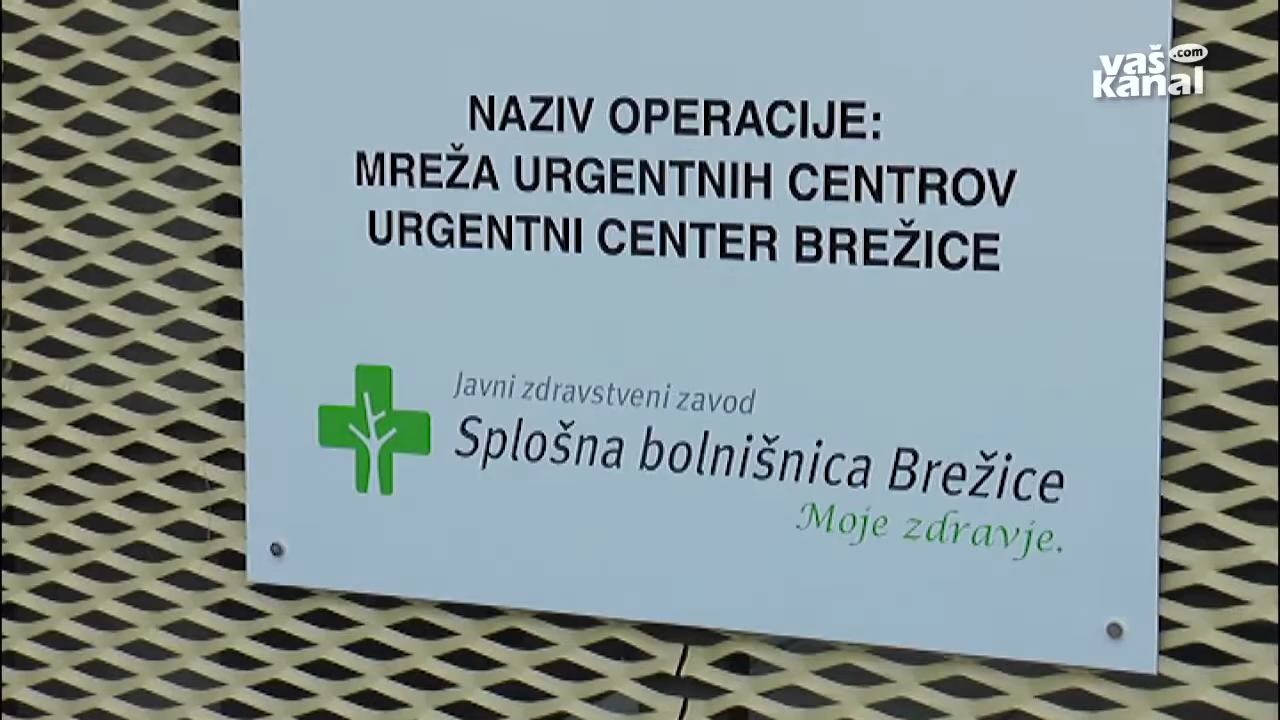 vaš
.com
kanal
NAZIV OPERACIJE:
MREŽA URGENTNIH CENTROV
URGENTNI CENTER BREŽICE
Javni zdravstveni zavod
Splošna bolnišnica Brežice
Moje zdravje.